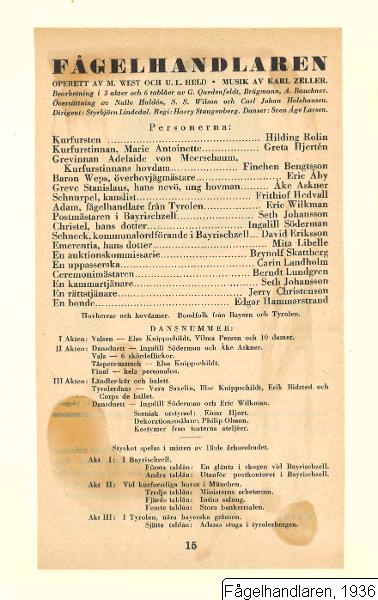 FÅGELHANDLAREN
OPERETT AV M. WEST OCH U. L. HELD • MUSIK AV KARL ZELLER.
Bearbetning i 3 akter och 6 tablåer av G. Quedenfeldt, Brügmann, A. Bauckner.
Översättning av Nalle Haldén, S. S. Wilson och Carl Johan Holzhausen.
Dirigent: Styrbjörn Lindedal. Regi: Harry Stangenberg. Danser: Sven Åge Larsen.
Personerna:
Kurfursten Hilding Rolin
Kurfurstinnan, Marie Antoinette Greta Hjertén
Grevinnan Adelaide von Meerschaum,
Kurfurstinnans hovdam Finchen Bengtsson
Baron Weps, överhovjägmästare Eric Åby
Greve Stanislaus, hans nevö, ung hovman Åke Askner
Schnurpel, kanslist Frithiof Hedvall
Adam, fågelhandlare från Tyrolen Eric Wilkman
Postmästaren i Bayrischzell Seth Johansson
Christel, hans dotter Ingalill Söderman
Schneck, kommunalordförande i Bayrischzell David Eriksson
Emerentia, hans dotter Mita Libelle
En auktionskommissarie Brynolf Skattberg
En uppasserska Carin Landholm
Ceremonimästaren Berndt Lundgren
En kammartjänare Seth Johansson
En rättstjänare Jerry Christenson
En bonde Edgar Hammarstrand
Hovherrar och hovdamer. Bondfolk från Bayern och Tyrolen.
DANSNUMMER:
I Akten: Valsen — Else Knippschildt, Vilma Person och 10 damer.
II Akten: Dansduett — Ingalill Söderman och Åke Askner.
Vals — 6 skördeflickor.
Tåspets-marsch — Else Knippschildt.
Final — hela personalen.
III Akten: Ländler-kör och balett.
Tyrolerdans — Vera Saxelin, Else Knippschildt, Erik Bidsted och
Corps de ballet.
Dansduett — Ingalill Söderman och Eric Wilkman.
Scenisk utstyrsel: Einar Hjort.
Dekorationsmålare: Philip Olsson.
Kostymer från teaterns ateljéer.
Stycket spelas i mitten av 18:de århundradet.
Akt I: I Bayrischzell.
Första tablån: En glänta i skogen vid Bayrischzell.
Andra tablån: Utanför postkontoret i Bayrischzell.
Akt II: Vid kurfurstliga hovet i München.
Tredje tablån: Ministerns arbetsrum.
Fjärde tablån: Intim salong.
Femte tablån: Stora bankettsalen.
Akt III: I Tyrolen, nära bayerska gränsen.
Sjätte tablån: Adams stuga i tyrolerbergen.
15
Fågelhandlaren, 1936